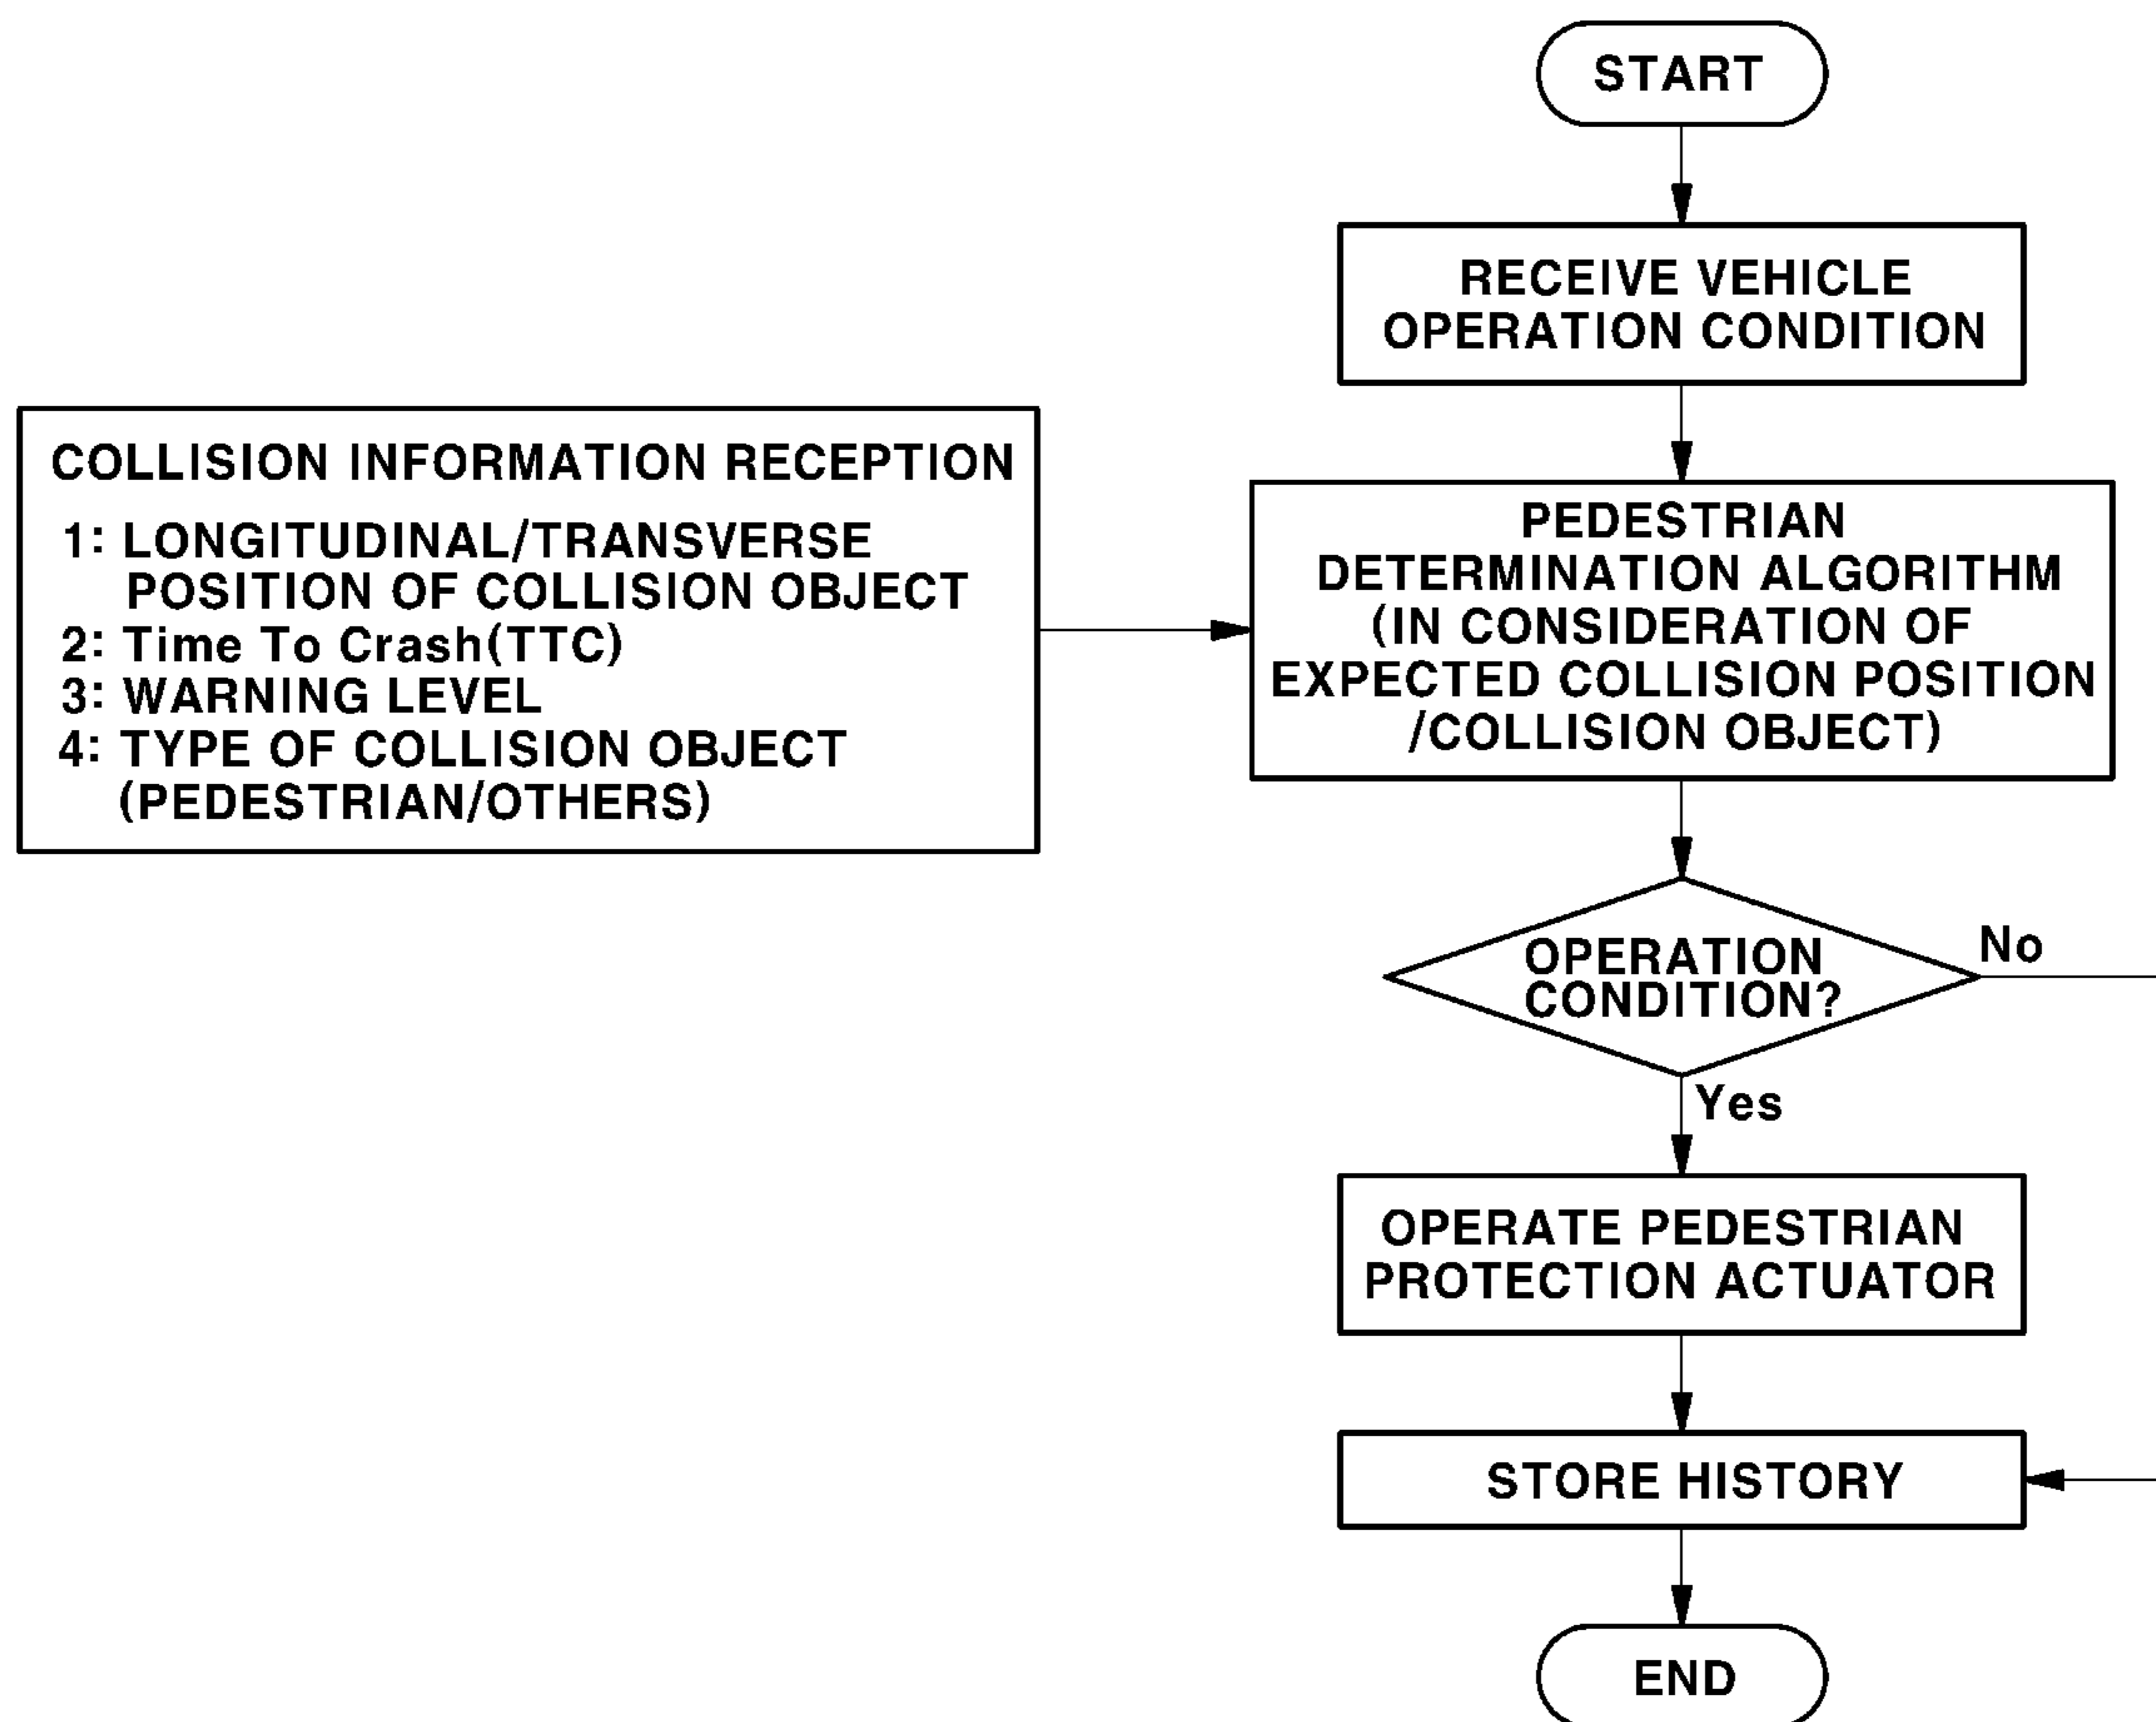 START
RECEIVE VEHICLE
OPERATION CONDITION
COLLISION INFORMATION RECEPTION
1: LONGITUDINAL/TRANSVERSE
POSITION OF COLLISION OBJECT
2: Time To Crash(TTC)
3: WARNING LEVEL
4: TYPE OF COLLISION OBJECT
(PEDESTRIAN/OTHERS)
PEDESTRIAN
DETERMINATION ALGORITHM
(IN CONSIDERATION OF
EXPECTED COLLISION POSITION
/COLLISION OBJECT)
OPERATION
CONDITION?
No
Yes
OPERATE PEDESTRIAN
PROTECTION ACTUATOR
STORE HISTORY
END